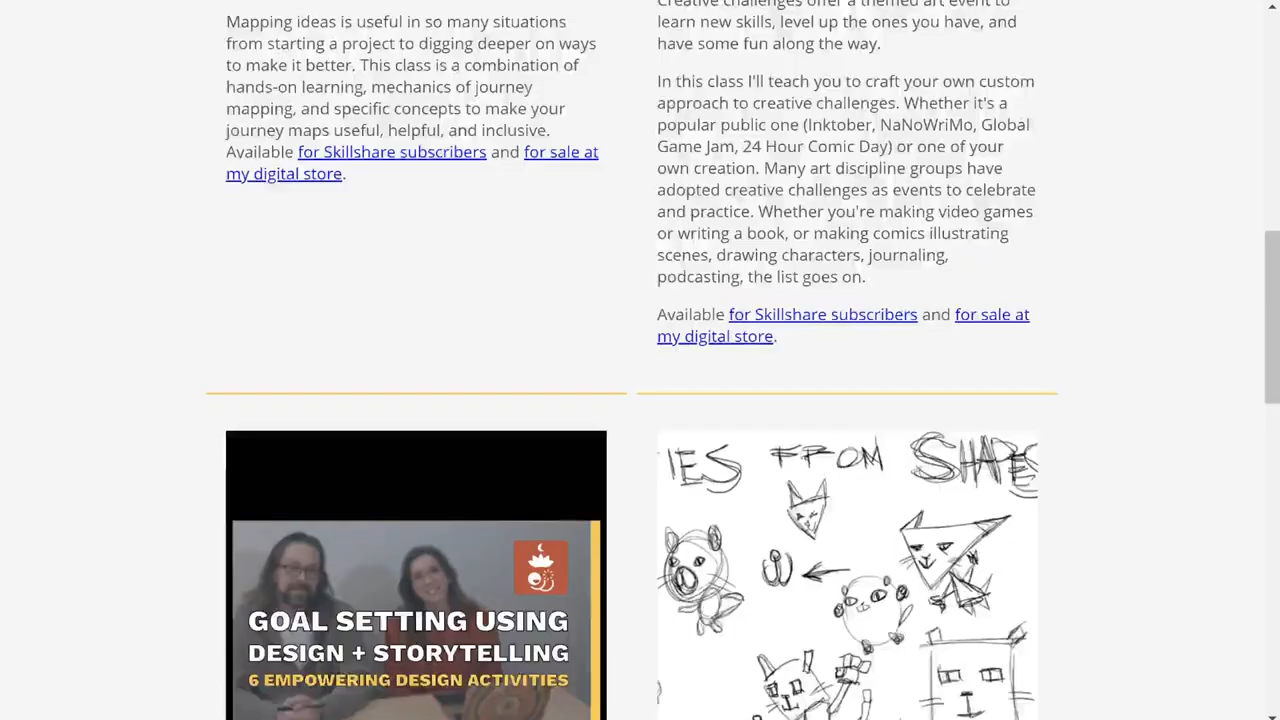 Mapping ideas is useful in so many situations
from starting a project to digging deeper on ways
to make it better. This class is a combination of
hands-on learning, mechanics of journey
mapping, and specific concepts to make your
journey maps useful, helpful, and inclusive.
Available for Skillshare subscribers and for sale at
my digital store.
Creative challenges offer a themed art event to
learn new skills, level up the ones you have, and
have some fun along the way.
In this class I'll teach you to craft your own custom
approach to creative challenges. Whether it's a
popular public one (Inktober, NaNoWriMo, Global
Game Jam, 24 Hour Comic Day) or one of your
own creation. Many art discipline groups have
adopted creative challenges as events to celebrate
and practice. Whether you're making video games
or writing a book, or making comics illustrating
scenes, drawing characters, journaling,
podcasting, the list goes on.
Available for Skillshare subscribers and for sale at
my digital store.
GOAL SETTING USING
DESIGN + STORYTELLING
6 EMPOWERING DESIGN ACTIVITIES
IES FROM SHAPES